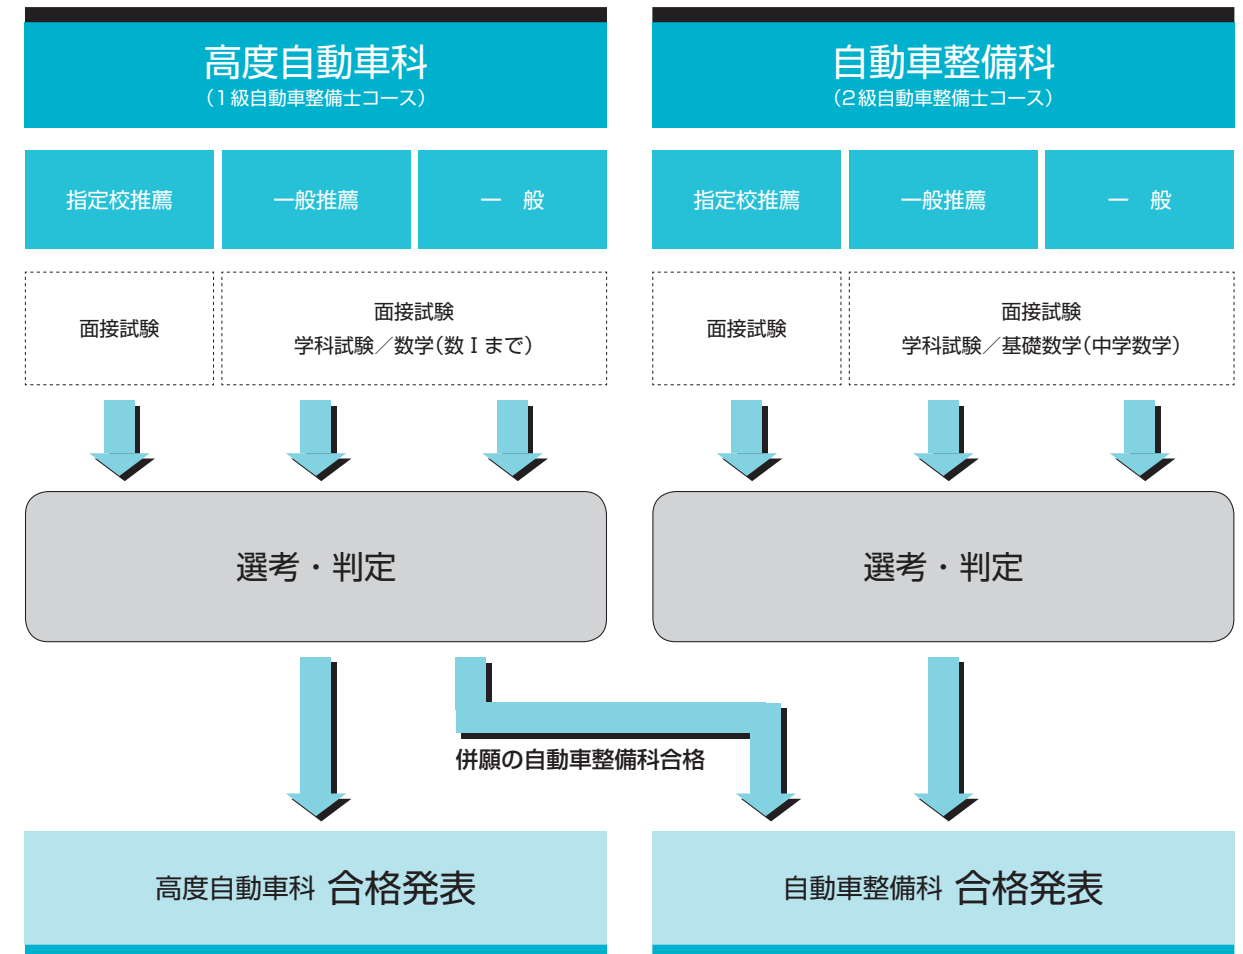 高度自動車科
（1級自動車整備士コース）
指定校推薦
一般推薦
一　般
面接試験
面接試験
学科試験／数学（数Ⅰまで）
選考・判定
併願の自動車整備科合格
高度自動車科 合格発表
自動車整備科
（2級自動車整備士コース）
指定校推薦
一般推薦
一　般
面接試験
面接試験
学科試験／基礎数学（中学数学）
選考・判定
自動車整備科 合格発表